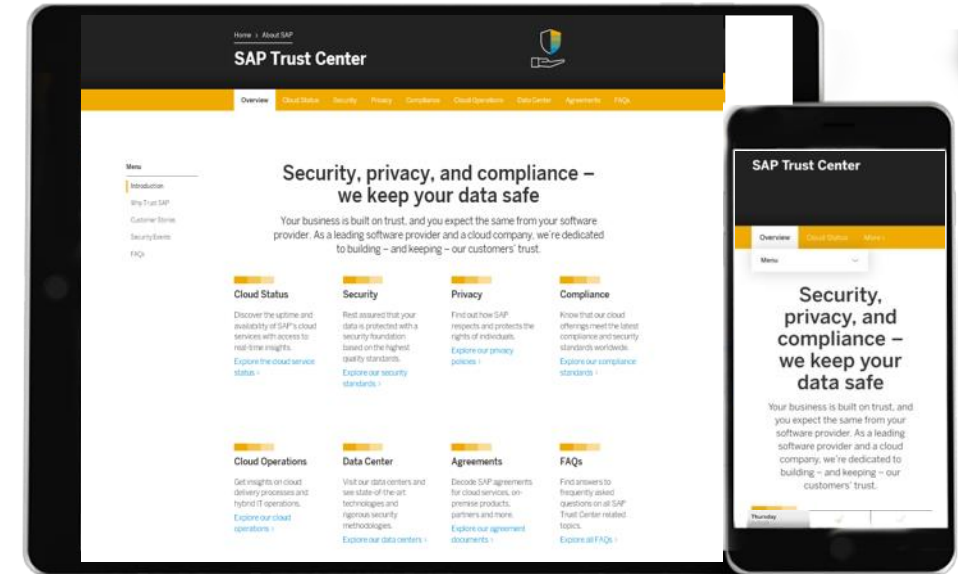 Home > About SAP
SAP Trust Center
Overview Cloud Status Security Privacy Compliance Cloud Operations Data Center Agreements FAQs
Menu
Introduction
Why Trust SAP
Customer Stories
Security Events
FAQs
Security, privacy, and compliance –
we keep your data safe
Your business is built on trust, and you expect the same from your software
provider. As a leading software provider and a cloud company, we're dedicated
to building – and keeping – our customers' trust.
Cloud Status
Discover the uptime and
availability of SAP's cloud
services with access to
real-time insights.
Explore the cloud service
status ›
Security
Rest assured that your
data is protected with a
security foundation
based on the highest
quality standards.
Explore our security
standards ›
Privacy
Find out how SAP
respects and protects the
rights of individuals.
Explore our privacy
policies ›
Compliance
Know that our cloud
offerings meet the latest
compliance and security
standards worldwide.
Explore our compliance
standards ›
Cloud Operations
Get insights on cloud
delivery processes and
hybrid IT operations.
Explore our cloud
operations ›
Data Center
Visit our data centers and
see state-of-the-art
technologies and
rigorous security
methodologies.
Explore our data centers ›
Agreements
Decode SAP agreements
for cloud services, on-
premise products,
partners and more.
Explore our agreement
documents ›
FAQs
Find answers to
frequently asked
questions on all SAP
Trust Center related
topics.
Explore all FAQs ›
SAP Trust Center
Overview Cloud Status More ›
Menu
Security,
privacy, and
compliance –
we keep your
data safe
Your business is built on trust, and
you expect the same from your
software provider. As a leading
software provider and a cloud
company, we're dedicated to
building – and keeping – our
customers' trust.
Thursday